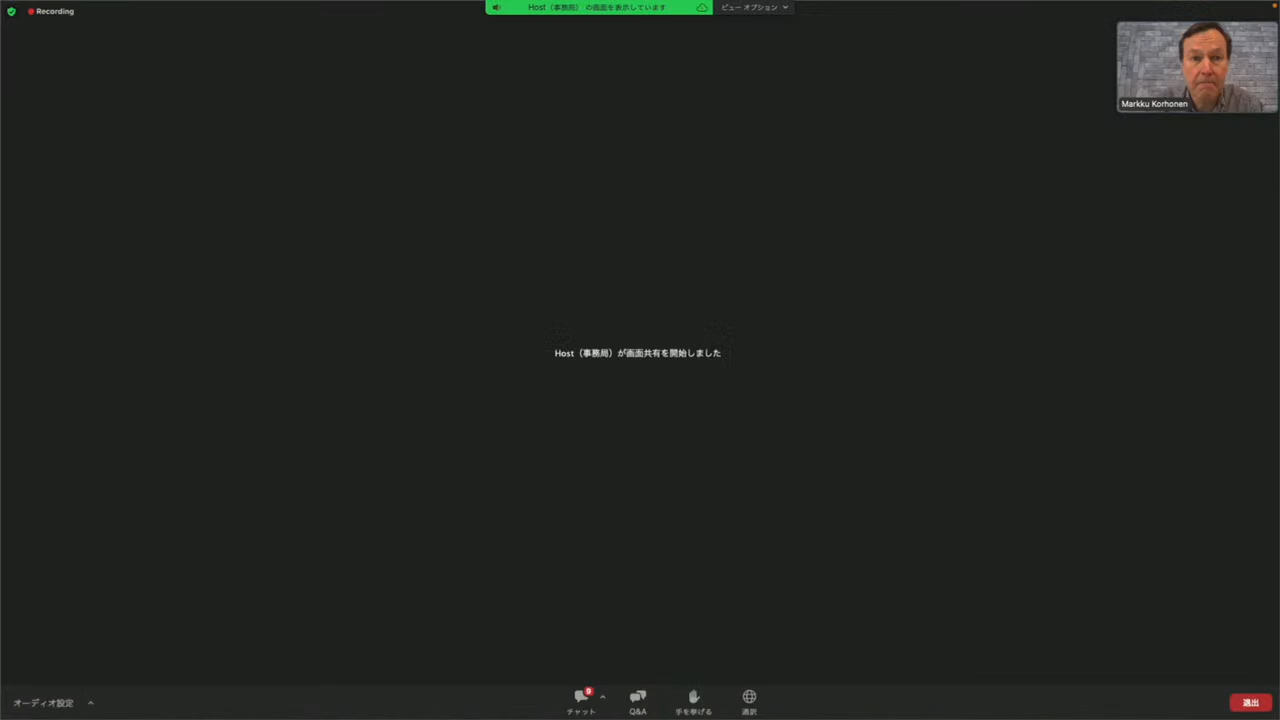 Recording
Host（事務局）の画面を表示しています
ビュー オプション
Markku Korhonen
Host（事務局）が画面共有を開始しました
オーディオ設定
9
チャット
Q&A
手を挙げる
通訳
退出